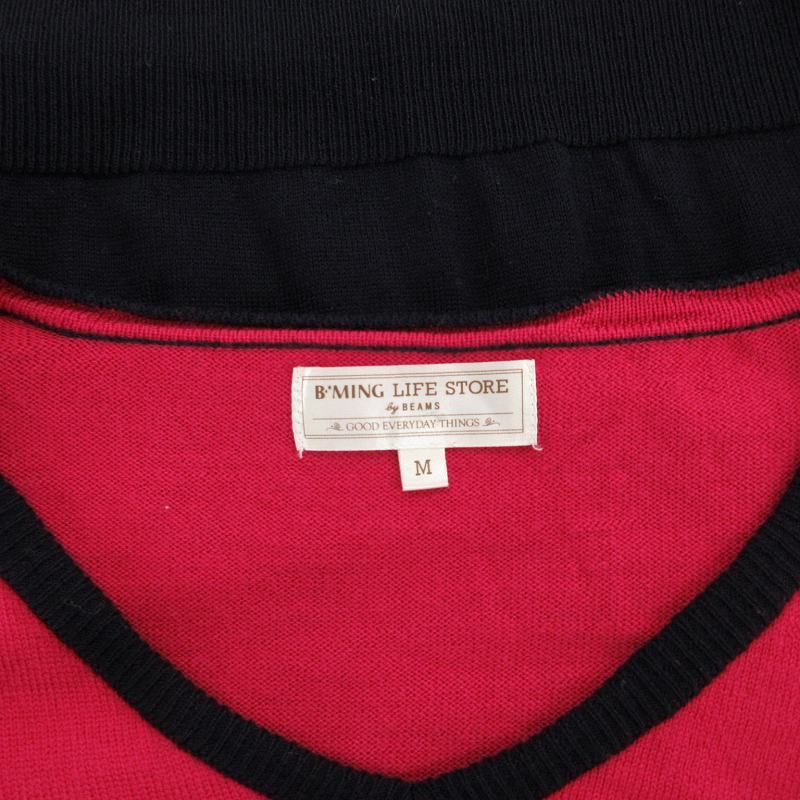 B:MING LIFE STORE
by BEAMS
GOOD EVERYDAY THINGS
M